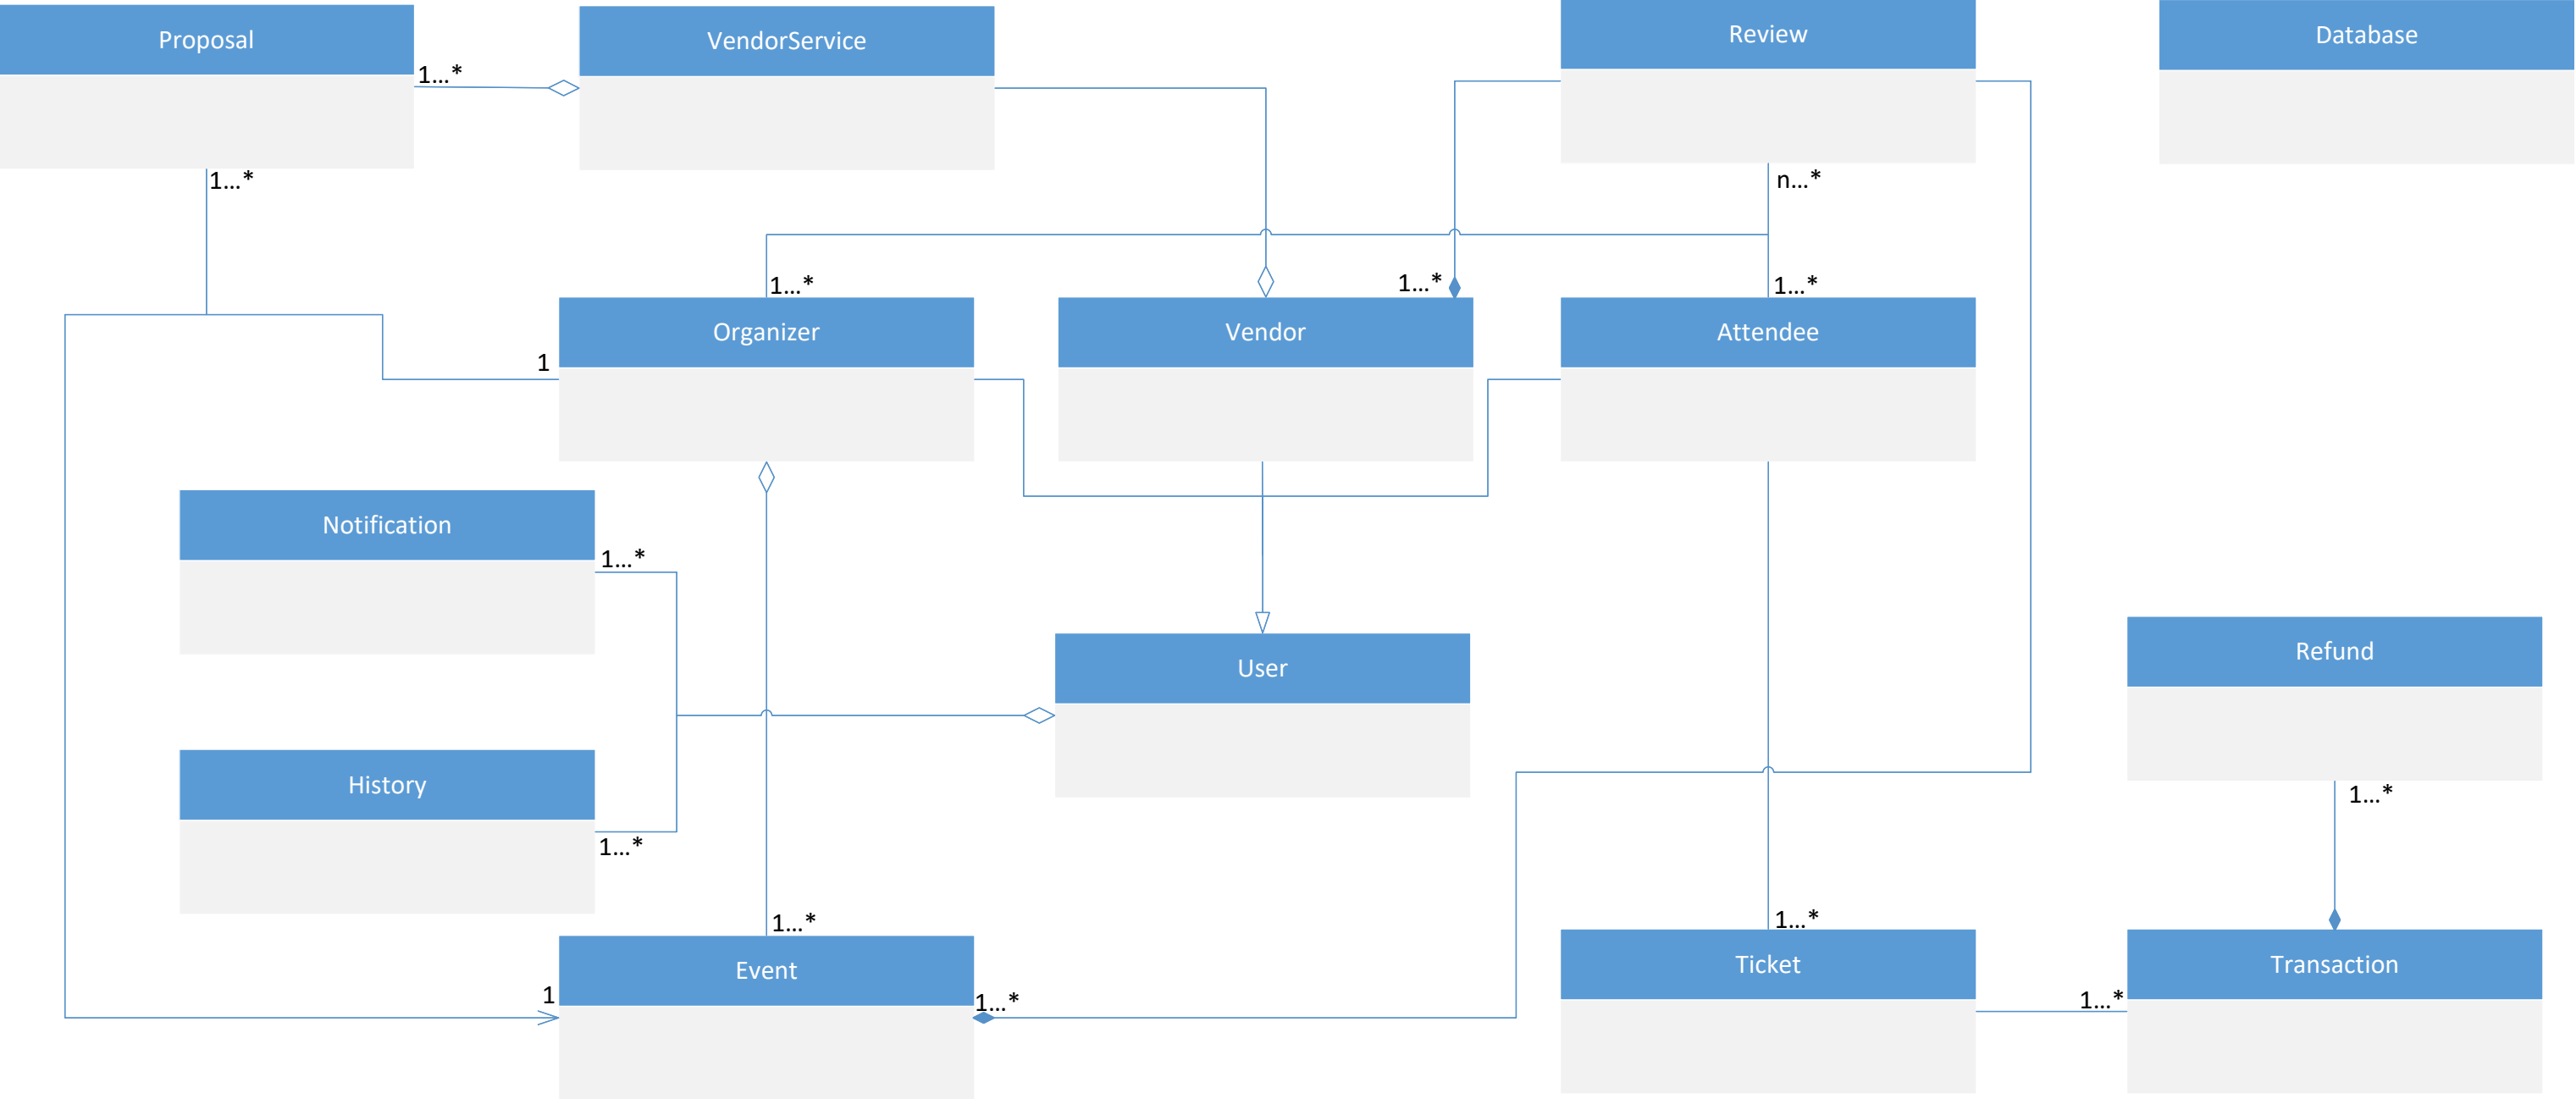 Proposal
VendorService
Review
Database
1...*
1...*
n...*
1...*
1...*
1...*
Organizer
Vendor
Attendee
1
Notification
1...*
User
Refund
History
1...*
1...*
1...*
1...*
Event
Ticket
Transaction
1
1...*
1...*